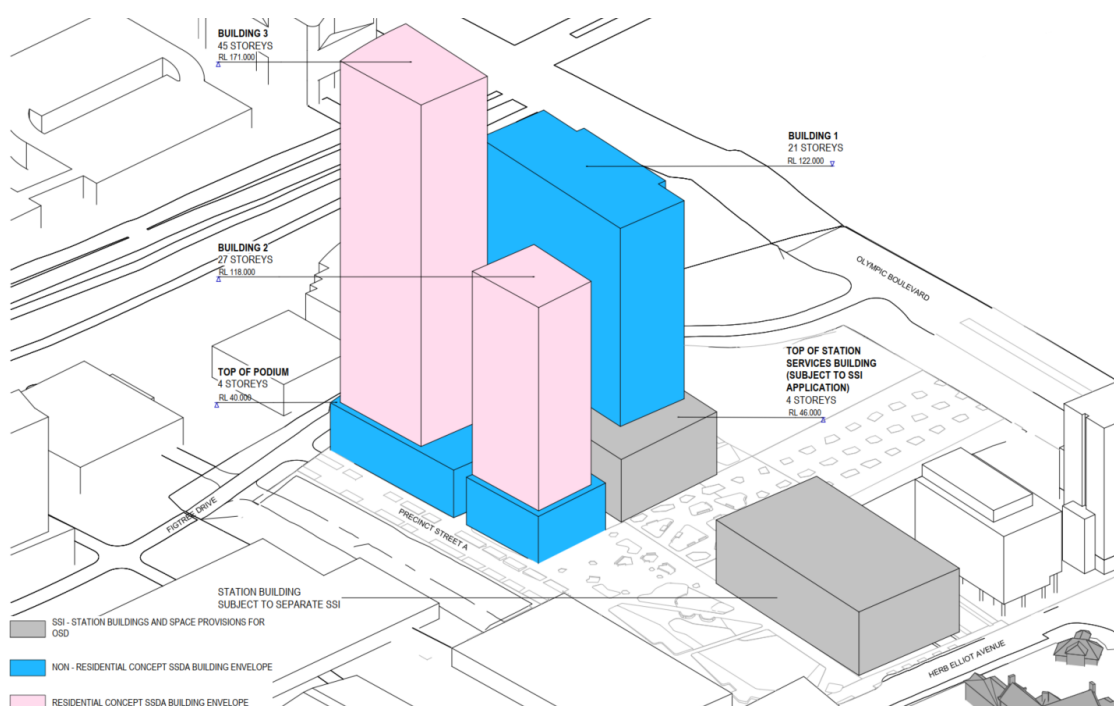 BUILDING 3
45 STOREYS
RL 171.000
BUILDING 1
21 STOREYS
RL 122.000
BUILDING 2
27 STOREYS
RL 118.000
OLYMPIC BOULEVARD
TOP OF STATION
SERVICES BUILDING
(SUBJECT TO SSI
APPLICATION)
4 STOREYS
RL 46.000
TOP OF PODIUM
4 STOREYS
RL 40.000
FIGTREE DRIVE
PRECINCT STREET A
STATION BUILDING
SUBJECT TO SEPARATE SSI
HERB ELLIOT AVENUE
SSI - STATION BUILDINGS AND SPACE PROVISIONS FOR
OSD
NON - RESIDENTIAL CONCEPT SSDA BUILDING ENVELOPE
RESIDENTIAL CONCEPT SSDA BUILDING ENVELOPE